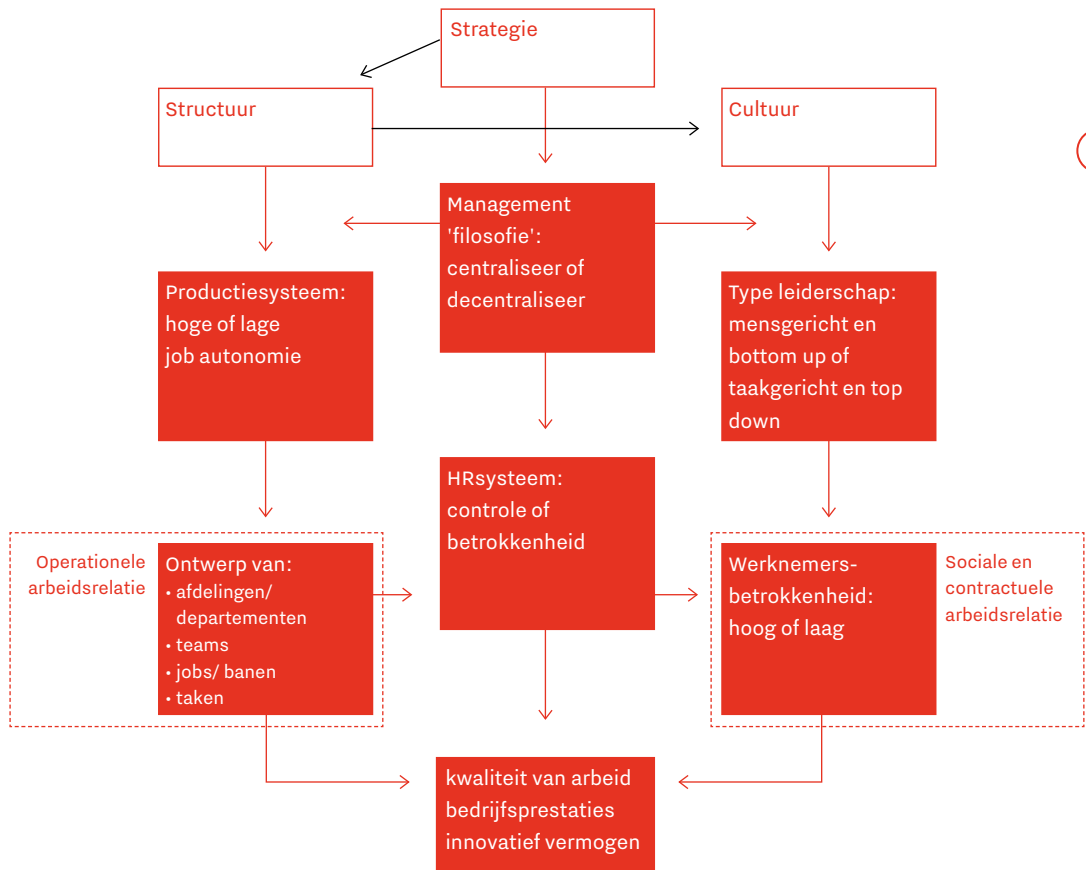 Strategie
Structuur
Cultuur
Management
'filosofie':
centraliseer of
decentraliseer
Productiesysteem:
hoge of lage
job autonomie
Type leiderschap:
mensgericht en
bottom up of
taakgericht en top
down
HRsysteem:
controle of
betrokkenheid
Operationele
arbeidsrelatie
Ontwerp van:
• afdelingen/
departementen
• teams
• jobs/ banen
• taken
Werknemers-
betrokkenheid:
hoog of laag
Sociale en
contractuele
arbeidsrelatie
kwaliteit van arbeid
bedrijfsprestaties
innovatief vermogen